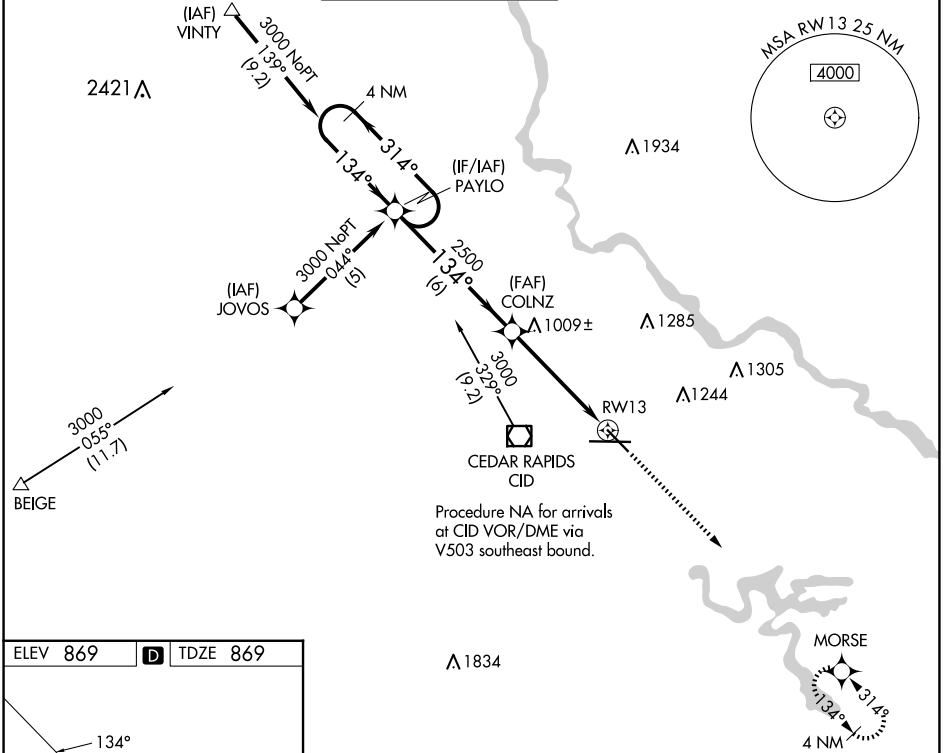 (IAF)
VINTY
3000 NoPT
139°
(9.2)
MSA RW13 25 NM
4000
2421
4 NM
314°
134°
1934
(IF/IAF)
PAYLO
3000 NoPT
044°
(5)
2500
134°
(6)
(IAF)
JOVOS
(FAF)
COLNZ
1009±
1285
1305
1244
3000
329°
(9.2)
RW13
3000
055°
(11.7)
BEIGE
CEDAR RAPIDS
CID
Procedure NA for arrivals
at CID VOR/DME via
V503 southeast bound.
ELEV 869 D TDZE 869
134°
1834
MORSE
134°
314°
4 NM